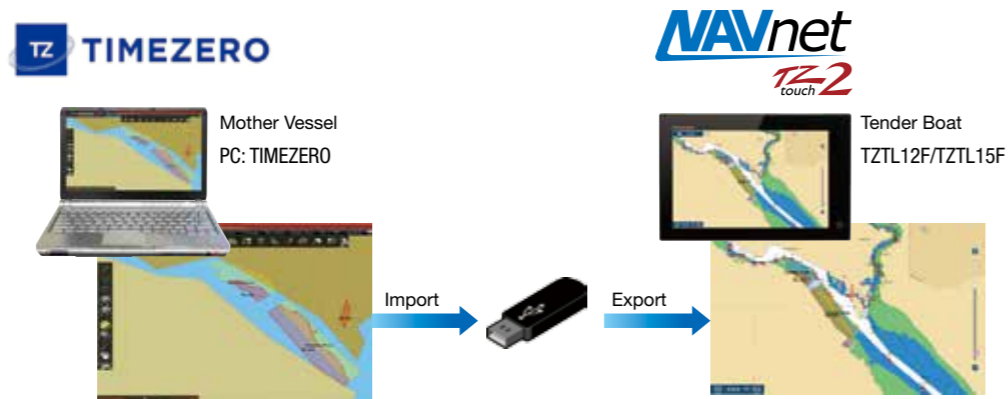 TZ TIMEZERO
NAVnet
TZ
touch 2
Mother Vessel
PC: TIMEZERO
Tender Boat
TZTL12F/TZTL15F
Import
Export